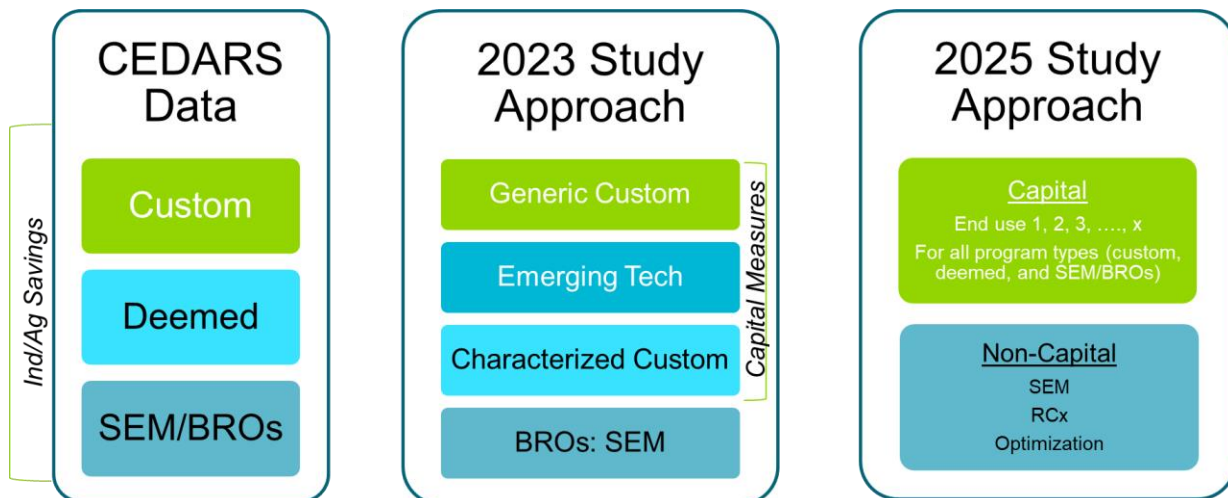 Ind/Ag Savings
CEDARS
Data
Custom
Deemed
SEM/BROs
2023 Study
Approach
Generic Custom
Emerging Tech
Characterized Custom
BROs: SEM
Capital Measures
2025 Study
Approach
Capital
End use 1, 2, 3, …., x
For all program types (custom,
deemed, and SEM/BROs)
Non-Capital
SEM
RCx
Optimization